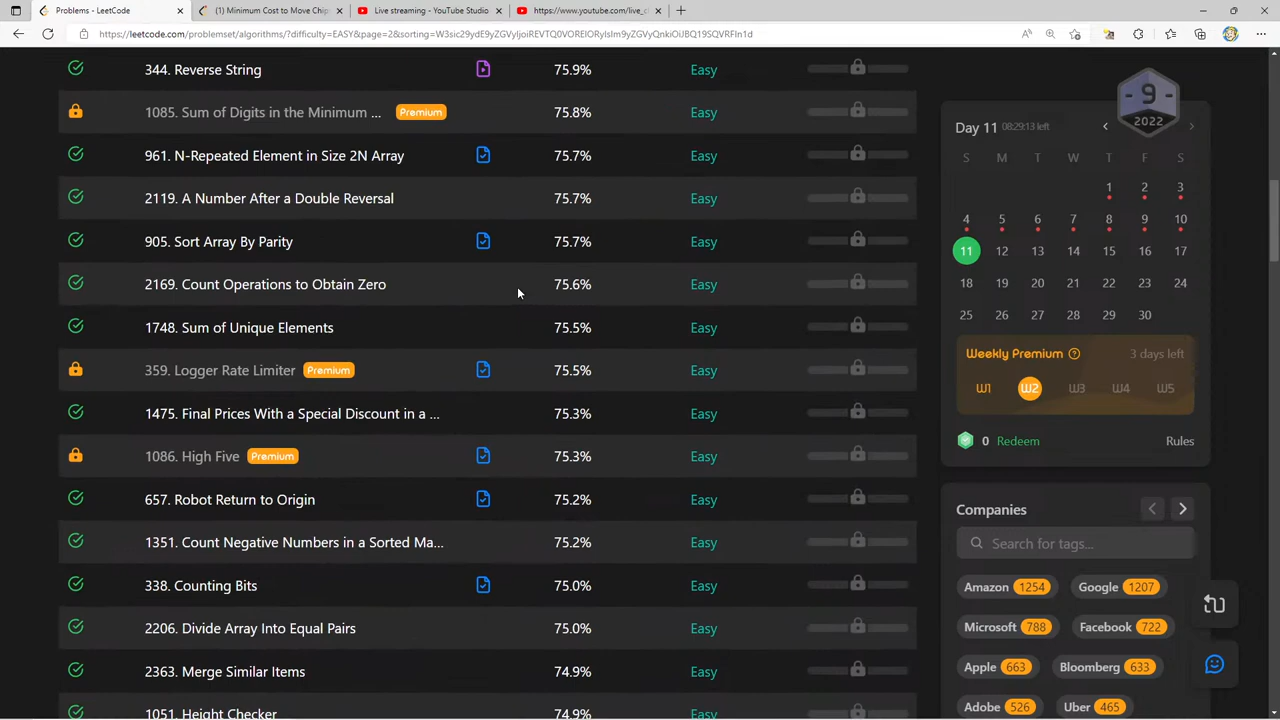 Problems - LeetCode
(1) Minimum Cost to Move Chip
Live streaming - YouTube Studio
https://www.youtube.com/live_c
https://leetcode.com/problemset/algorithms/?difficulty=EASY&page=2&sorting=
344. Reverse String 75.9% Easy
1085. Sum of Digits in the Minimum ... Premium 75.8% Easy
961. N-Repeated Element in Size 2N Array 75.7% Easy
2119. A Number After a Double Reversal 75.7% Easy
905. Sort Array By Parity 75.7% Easy
2169. Count Operations to Obtain Zero 75.6% Easy
1748. Sum of Unique Elements 75.5% Easy
359. Logger Rate Limiter Premium 75.5% Easy
1475. Final Prices With a Special Discount in a ... 75.3% Easy
1086. High Five Premium 75.3% Easy
657. Robot Return to Origin 75.2% Easy
1351. Count Negative Numbers in a Sorted Ma... 75.2% Easy
338. Counting Bits 75.0% Easy
2206. Divide Array Into Equal Pairs 75.0% Easy
2363. Merge Similar Items 74.9% Easy
1051. Height Checker 74.9% Easy
9
2022
Day 11 08:29:13 left
S M T W T F S
1 2 3
4 5 6 7 8 9 10
11 12 13 14 15 16 17
18 19 20 21 22 23 24
25 26 27 28 29 30
Weekly Premium 3 days left
W1 W2 W3 W4 W5
0 Redeem Rules
Companies
Search for tags...
Amazon 1254 Google 1207
Microsoft 788 Facebook 722
Apple 663 Bloomberg 633
Adobe 526 Uber 465